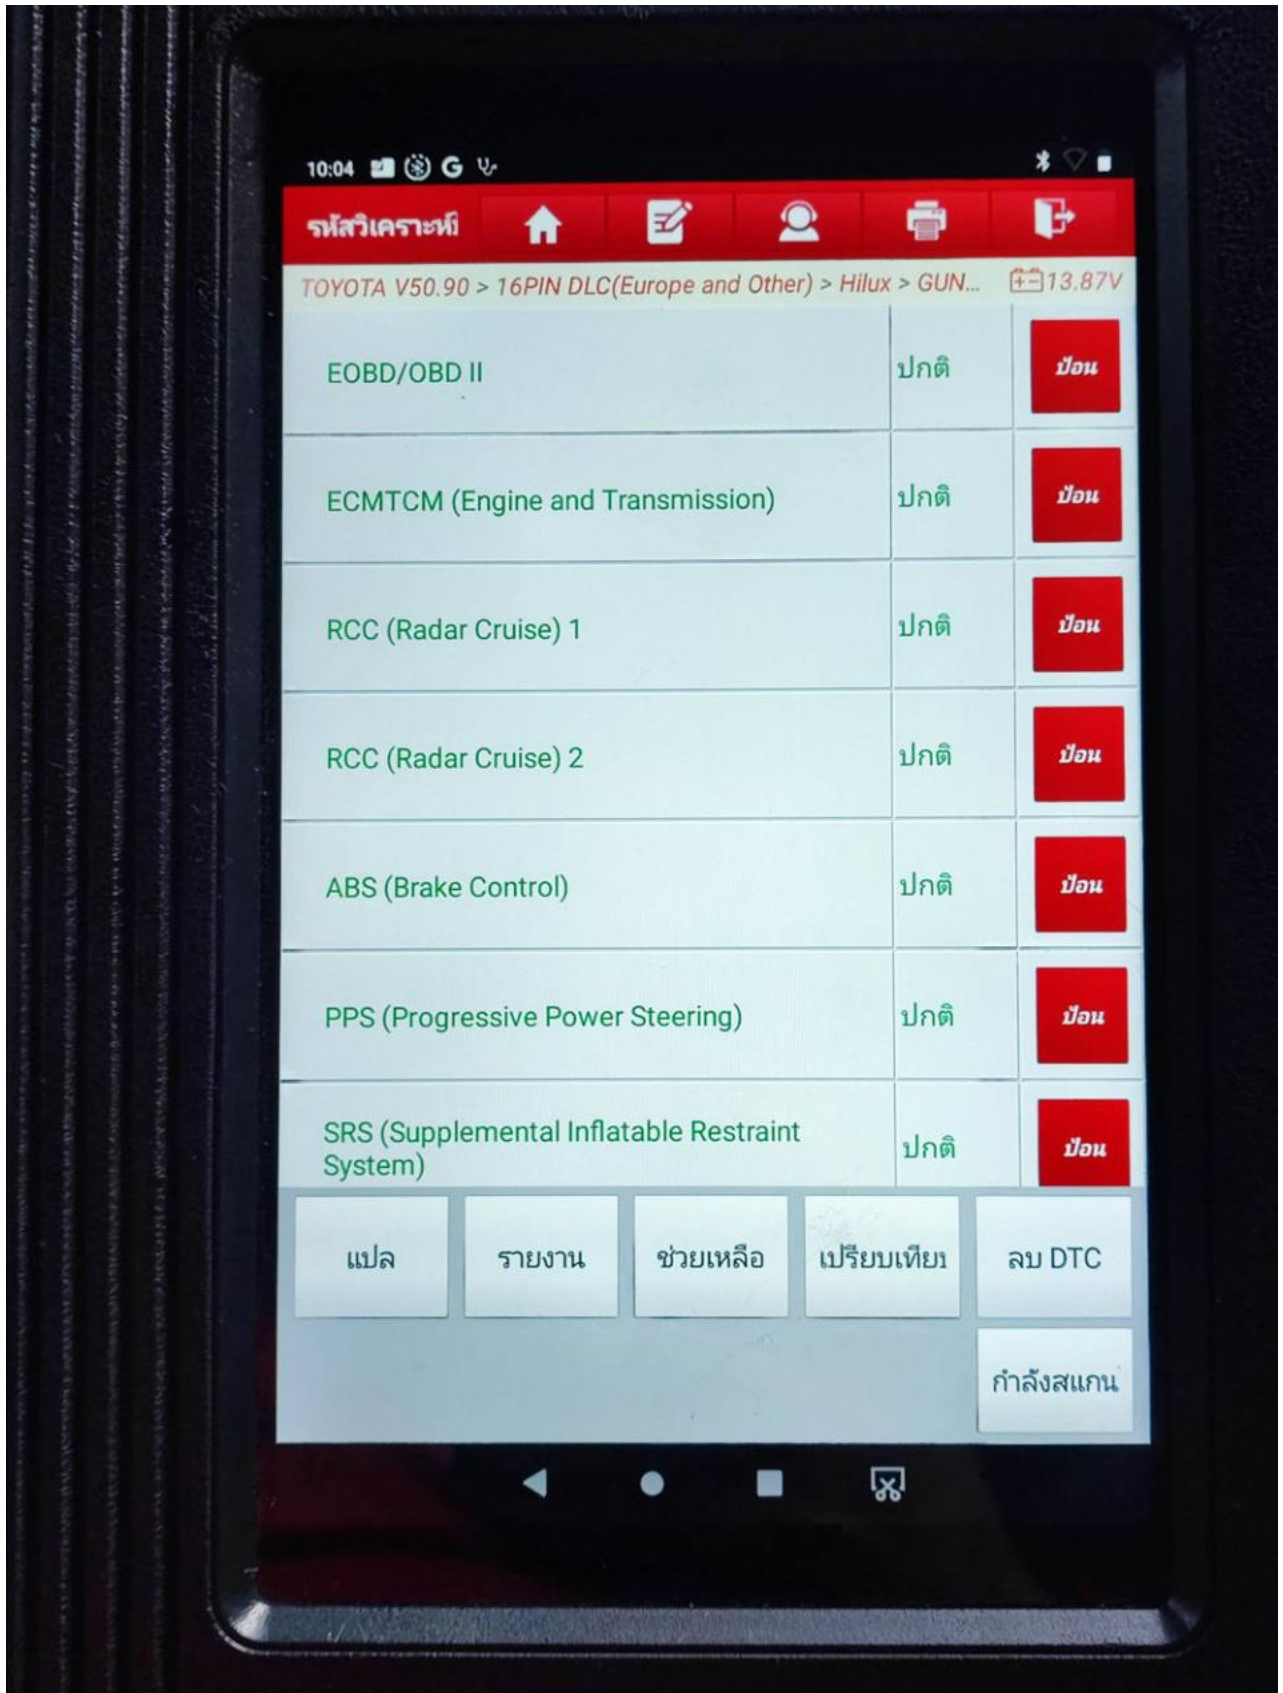 10:04 G
รหัสวิเคราะห์
TOYOTA V50.90 > 16PIN DLC(Europe and Other) > Hilux > GUN... 13.87V
EOBD/OBD II ปกติ ป้อน
ECMTCM (Engine and Transmission) ปกติ ป้อน
RCC (Radar Cruise) 1 ปกติ ป้อน
RCC (Radar Cruise) 2 ปกติ ป้อน
ABS (Brake Control) ปกติ ป้อน
PPS (Progressive Power Steering) ปกติ ป้อน
SRS (Supplemental Inflatable Restraint
System) ปกติ ป้อน
แปล รายงาน ช่วยเหลือ เปรียบเทียบ ลบ DTC
กำลังสแกน